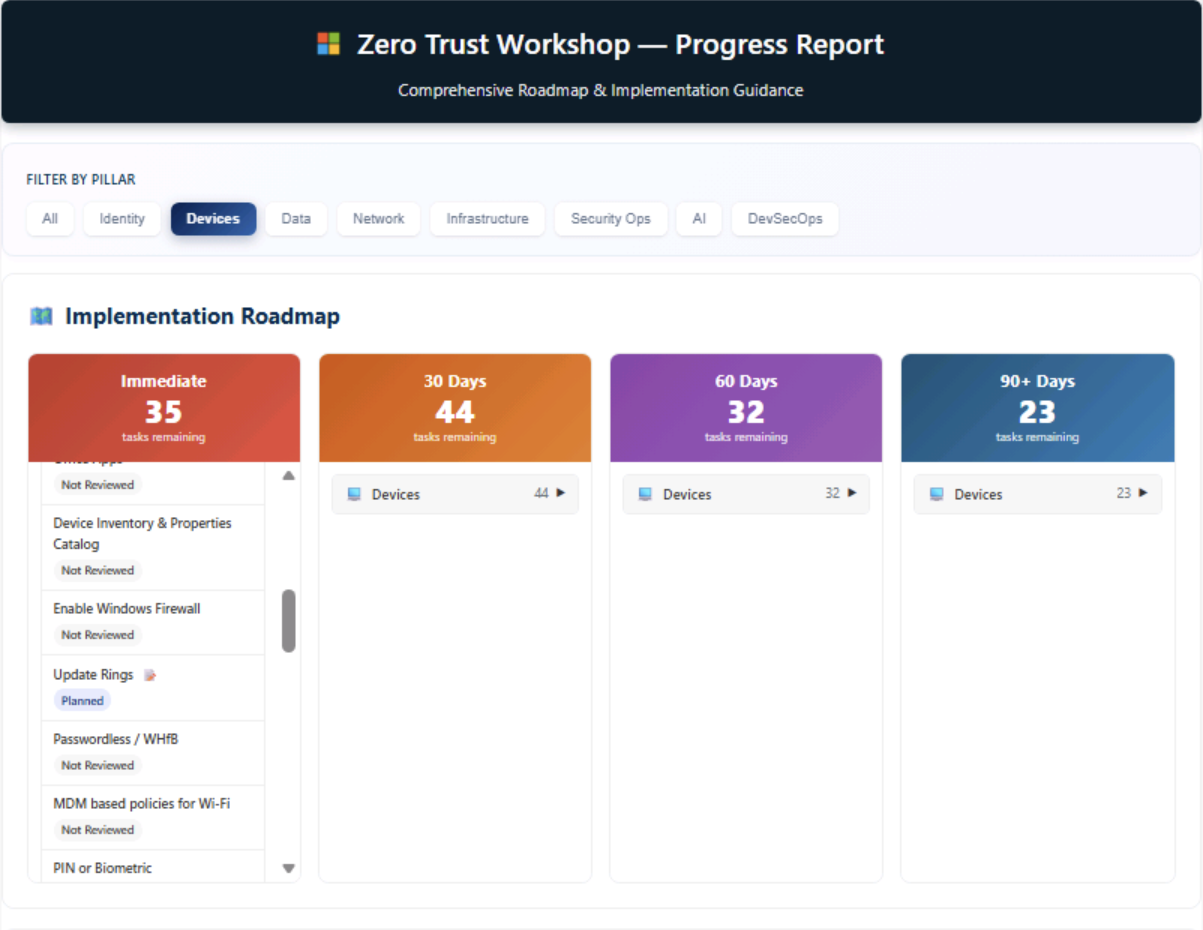 Zero Trust Workshop — Progress Report
Comprehensive Roadmap & Implementation Guidance
FILTER BY PILLAR
All Identity Devices Data Network Infrastructure Security Ops AI DevSecOps
Implementation Roadmap
Immediate
35
tasks remaining
Office Apps
Not Reviewed
Device Inventory & Properties
Catalog
Not Reviewed
Enable Windows Firewall
Not Reviewed
Update Rings
Planned
Passwordless / WHfB
Not Reviewed
MDM based policies for Wi-Fi
Not Reviewed
PIN or Biometric
30 Days
44
tasks remaining
Devices 44 ▶
60 Days
32
tasks remaining
Devices 32 ▶
90+ Days
23
tasks remaining
Devices 23 ▶